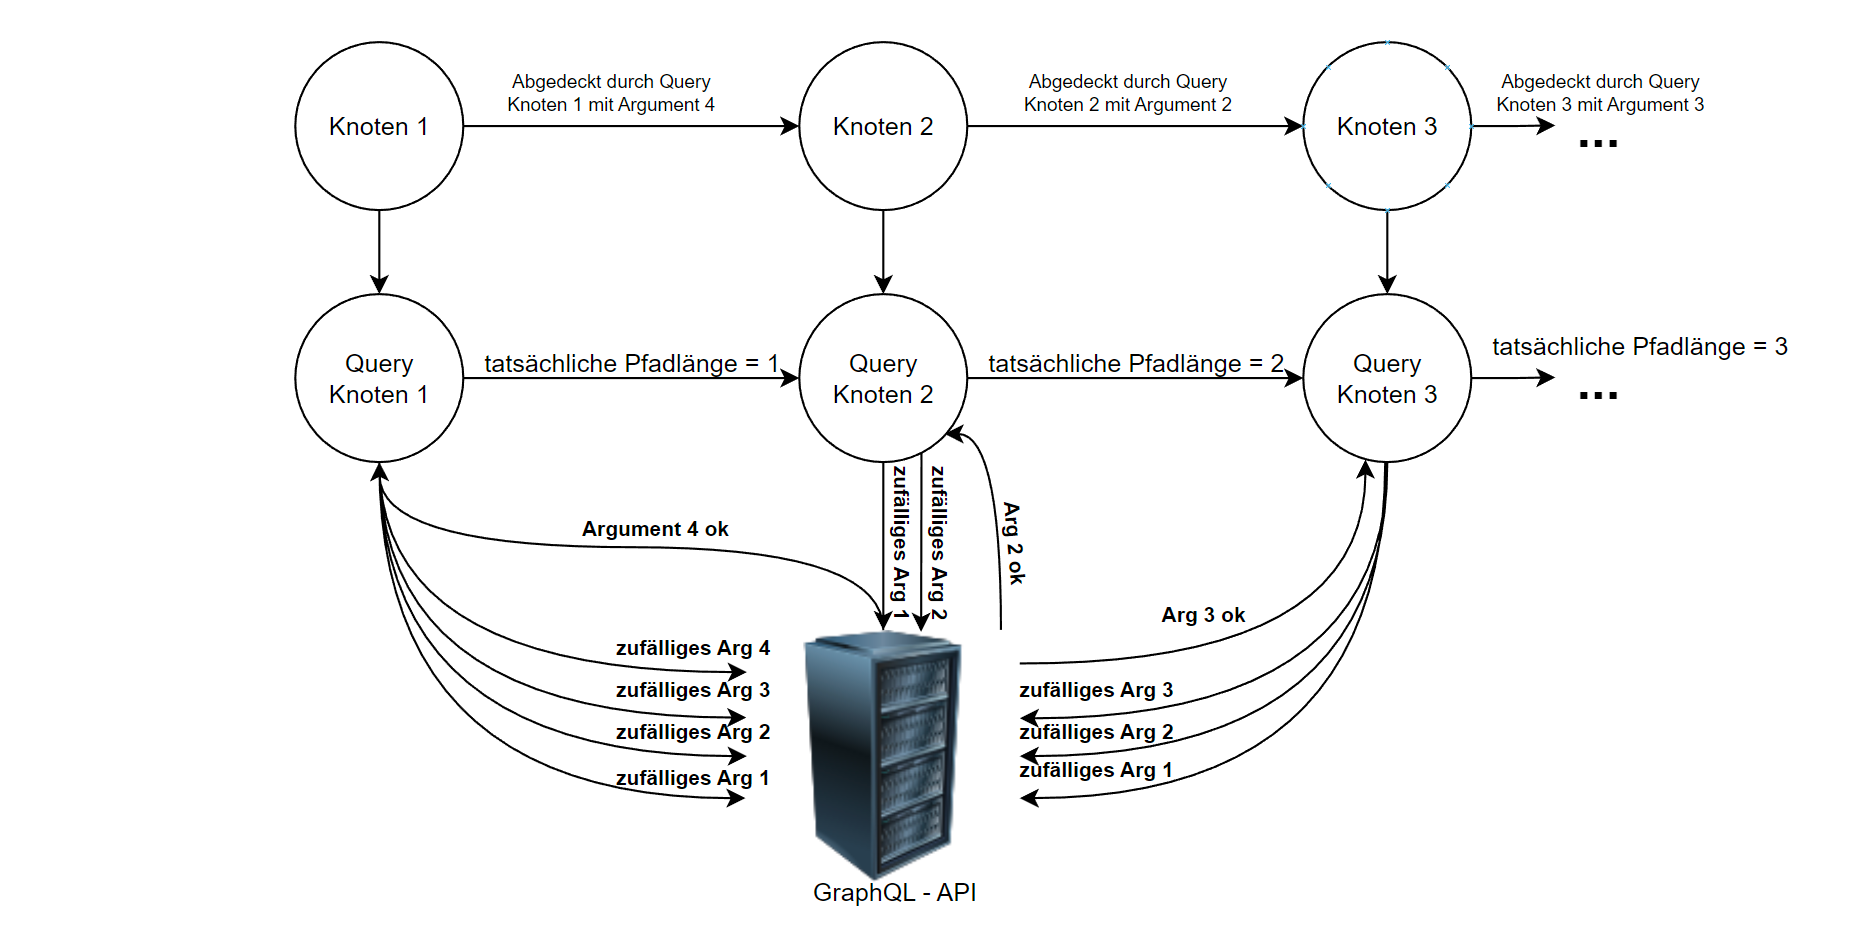 Abgedeckt durch Query
Knoten 1 mit Argument 4
Abgedeckt durch Query
Knoten 2 mit Argument 2
Abgedeckt durch Query
Knoten 3 mit Argument 3
Knoten 1
Knoten 2
Knoten 3
...
Query
Knoten 1
tatsächliche Pfadlänge = 1
Query
Knoten 2
tatsächliche Pfadlänge = 2
Query
Knoten 3
tatsächliche Pfadlänge = 3
...
Argument 4 ok
zufälliges Arg 1
zufälliges Arg 2
Arg 2 ok
Arg 3 ok
zufälliges Arg 4
zufälliges Arg 3
zufälliges Arg 2
zufälliges Arg 1
zufälliges Arg 3
zufälliges Arg 2
zufälliges Arg 1
GraphQL - API